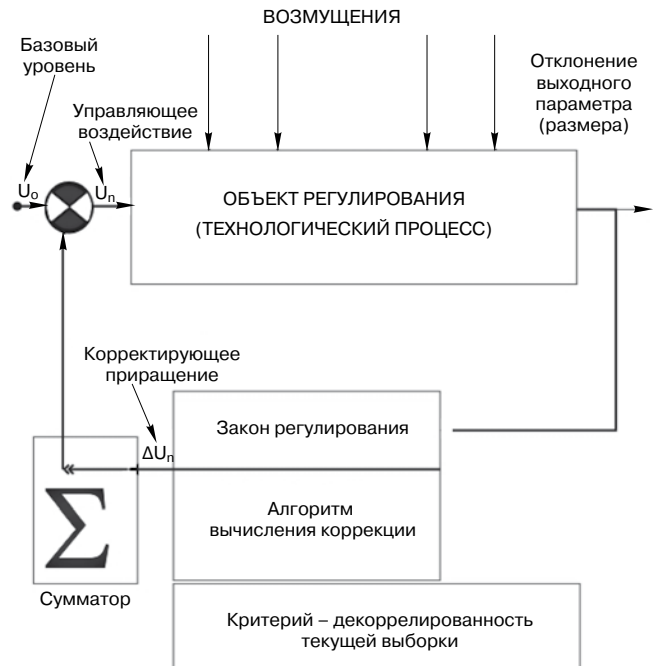 ВОЗМУЩЕНИЯ
Базовый
уровень
Отклонение
выходного
параметра
(размера)
Управляющее
воздействие
U₀
Uₙ
ОБЪЕКТ РЕГУЛИРОВАНИЯ
(ТЕХНОЛОГИЧЕСКИЙ ПРОЦЕСС)
Корректирующее
приращение
Закон регулирования
ΔUₙ
Σ
Алгоритм
вычисления коррекции
Сумматор
Критерий – декоррелированность
текущей выборки